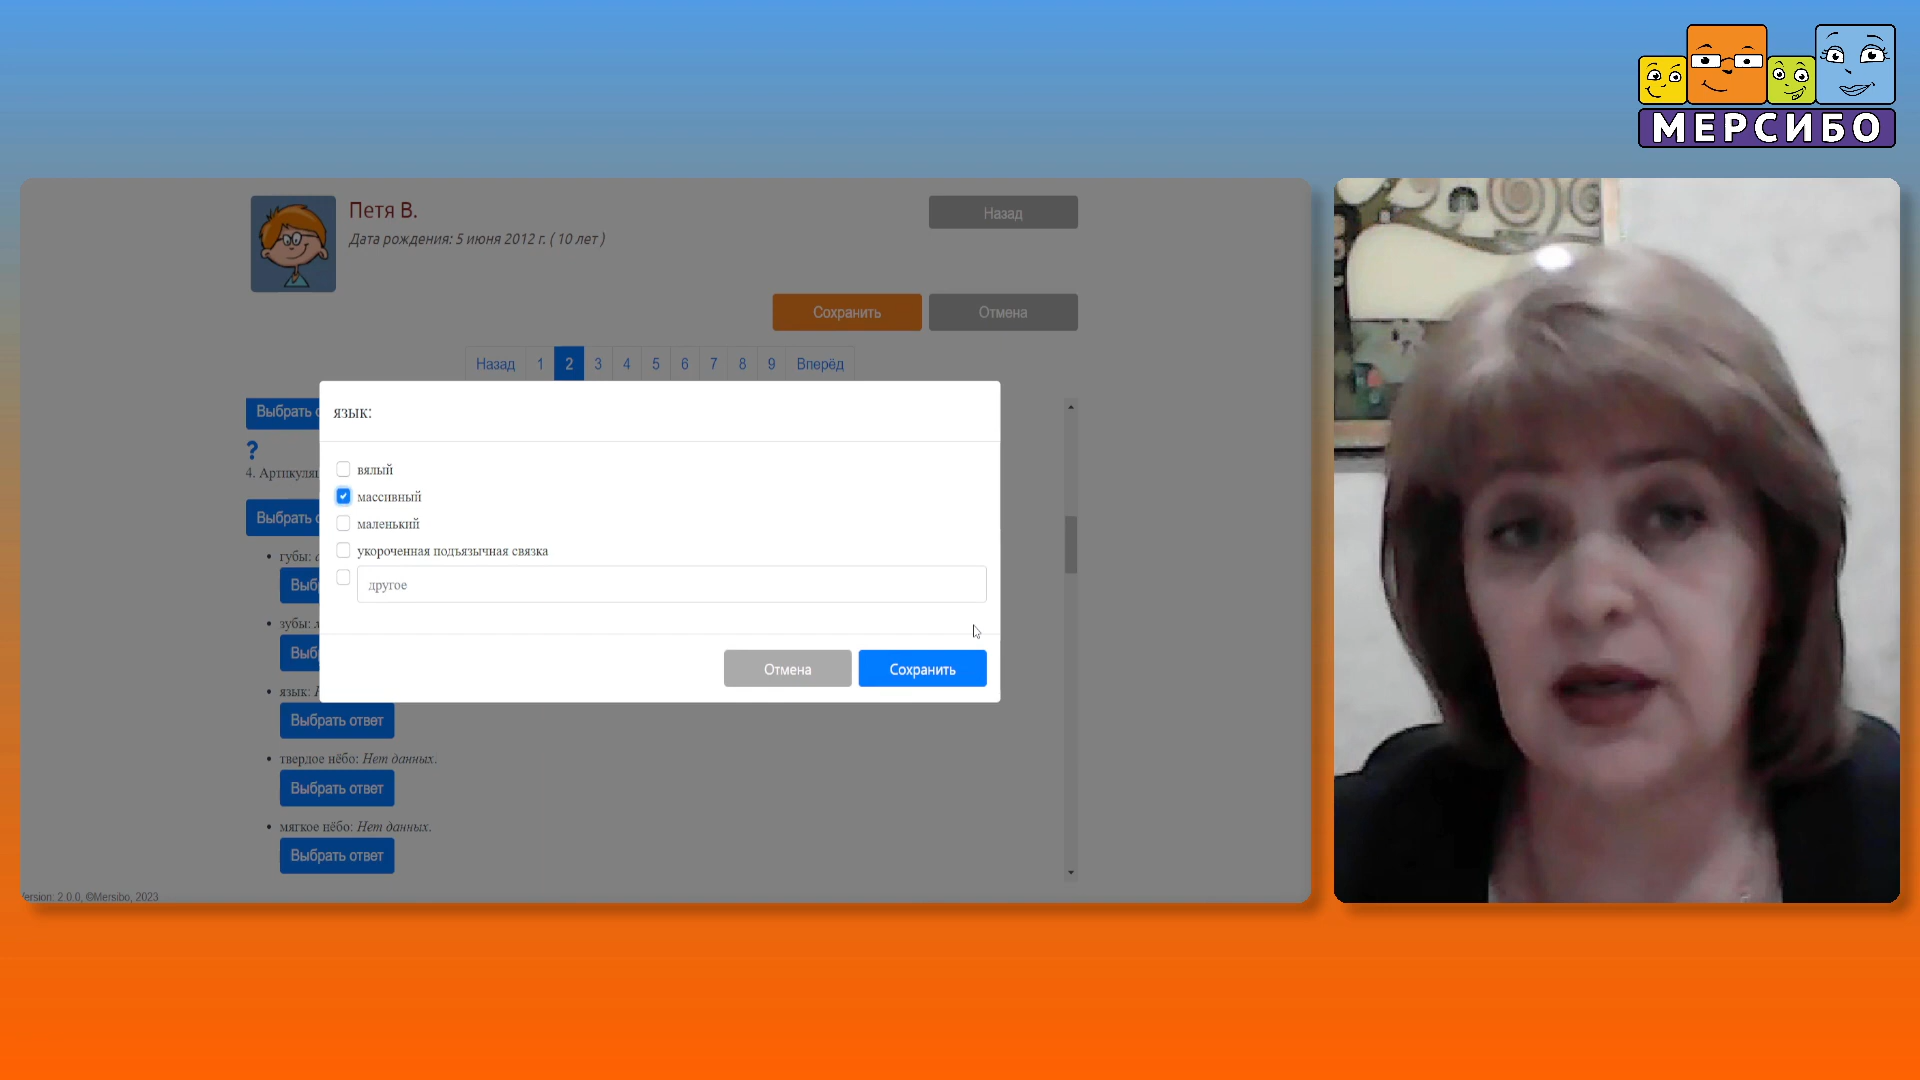 МЕРСИБО
Петя В.
Дата рождения: 5 июня 2012 г. ( 10 лет )
Назад
Сохранить
Отмена
Назад 1 2 3 4 5 6 7 8 9 Вперёд
Выбрать
?
4.
Выбрать
язык:
вялый
массивный
маленький
укороченная подъязычная связка
другое
Отмена
Сохранить
губы:
зубы:
язык:
Выбрать ответ
твердое нёбо: Нет данных.
Выбрать ответ
мягкое нёбо: Нет данных.
Выбрать ответ
ersion: 2.0.0, ©Mersibo, 2023